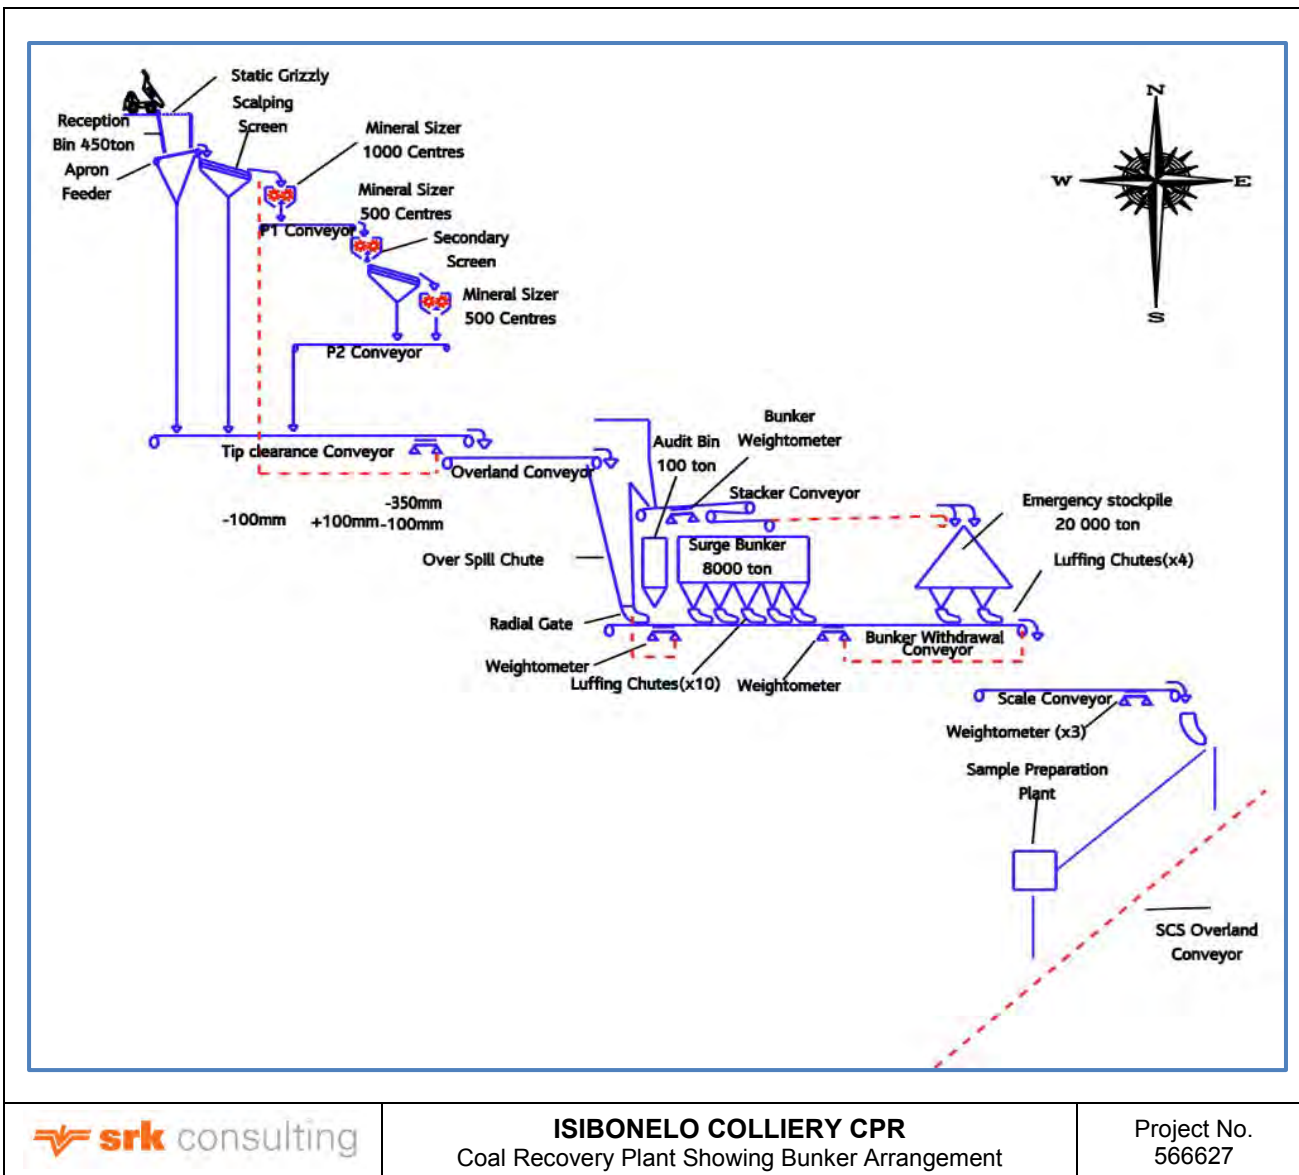 Static Grizzly
Scalping
Screen
Reception
Bin 450ton
Apron
Feeder
Mineral Sizer
1000 Centres
Mineral Sizer
500 Centres
P1 Conveyor
Secondary
Screen
Mineral Sizer
500 Centres
P2 Conveyor
Tip clearance Conveyor
Overland Conveyor
-100mm
+100mm
-350mm
-100mm
Over Spill Chute
Radial Gate
Weightometer
Audit Bin
100 ton
Bunker
Weightometer
Stacker Conveyor
Surge Bunker
8000 ton
Luffing Chutes(x10)
Weightometer
Emergency stockpile
20 000 ton
Luffing Chutes(x4)
Bunker Withdrawal
Conveyor
Scale Conveyor
Weightometer (x3)
Sample Preparation
Plant
SCS Overland
Conveyor
N
W
E
S
srk consulting
ISIBONELO COLLIERY CPR
Coal Recovery Plant Showing Bunker Arrangement
Project No.
566627